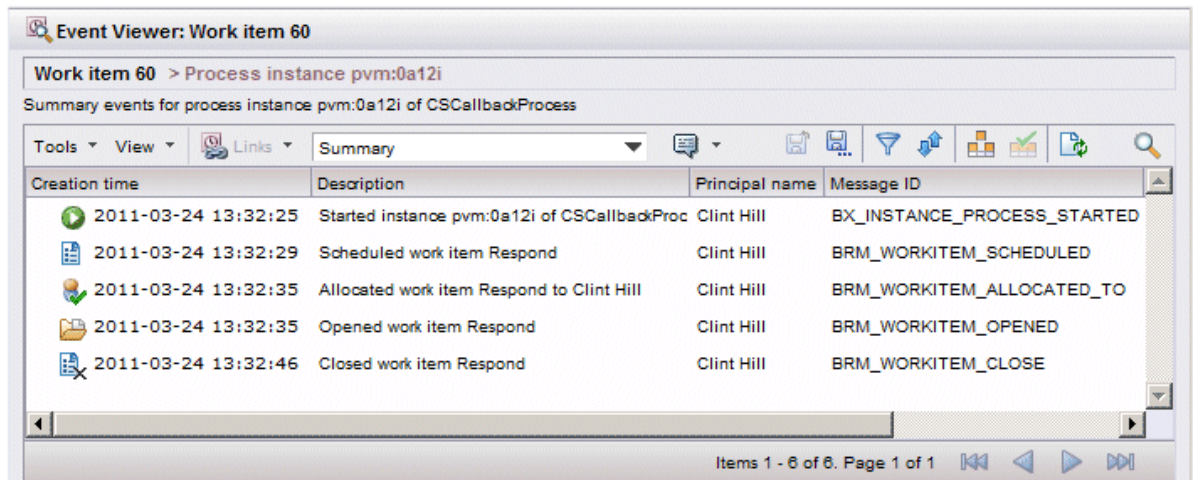 Event Viewer: Work item 60
Work item 60 > Process instance pvm:0a12i
Summary events for process instance pvm:0a12i of CSCallbackProcess
Tools View Links Summary
Creation time Description Principal name Message ID
2011-03-24 13:32:25 Started instance pvm:0a12i of CSCallbackProc Clint Hill BX_INSTANCE_PROCESS_STARTED
2011-03-24 13:32:29 Scheduled work item Respond Clint Hill BRM_WORKITEM_SCHEDULED
2011-03-24 13:32:35 Allocated work item Respond to Clint Hill Clint Hill BRM_WORKITEM_ALLOCATED_TO
2011-03-24 13:32:35 Opened work item Respond Clint Hill BRM_WORKITEM_OPENED
2011-03-24 13:32:46 Closed work item Respond Clint Hill BRM_WORKITEM_CLOSE
Items 1 - 6 of 6. Page 1 of 1